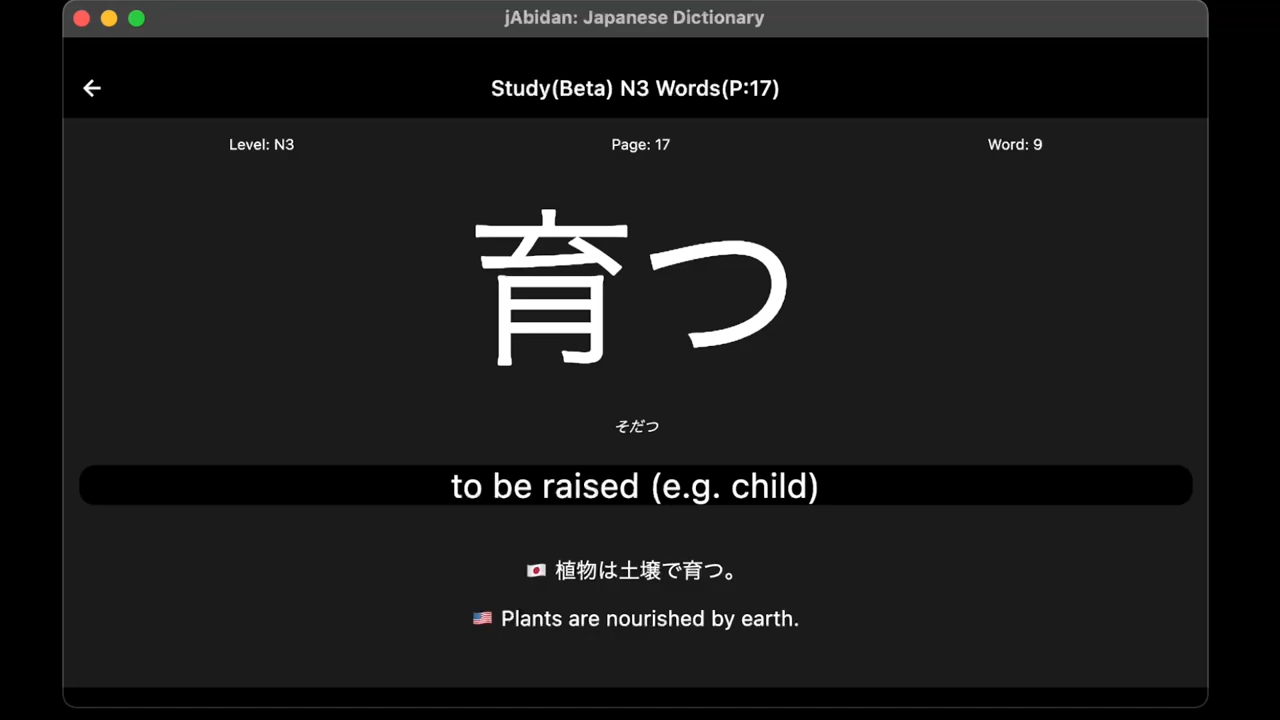 jAbidan: Japanese Dictionary
Study(Beta) N3 Words(P:17)
Level: N3 Page: 17 Word: 9
育つ
そだつ
to be raised (e.g. child)
🇯🇵 植物は土壌で育つ。
🇺🇸 Plants are nourished by earth.